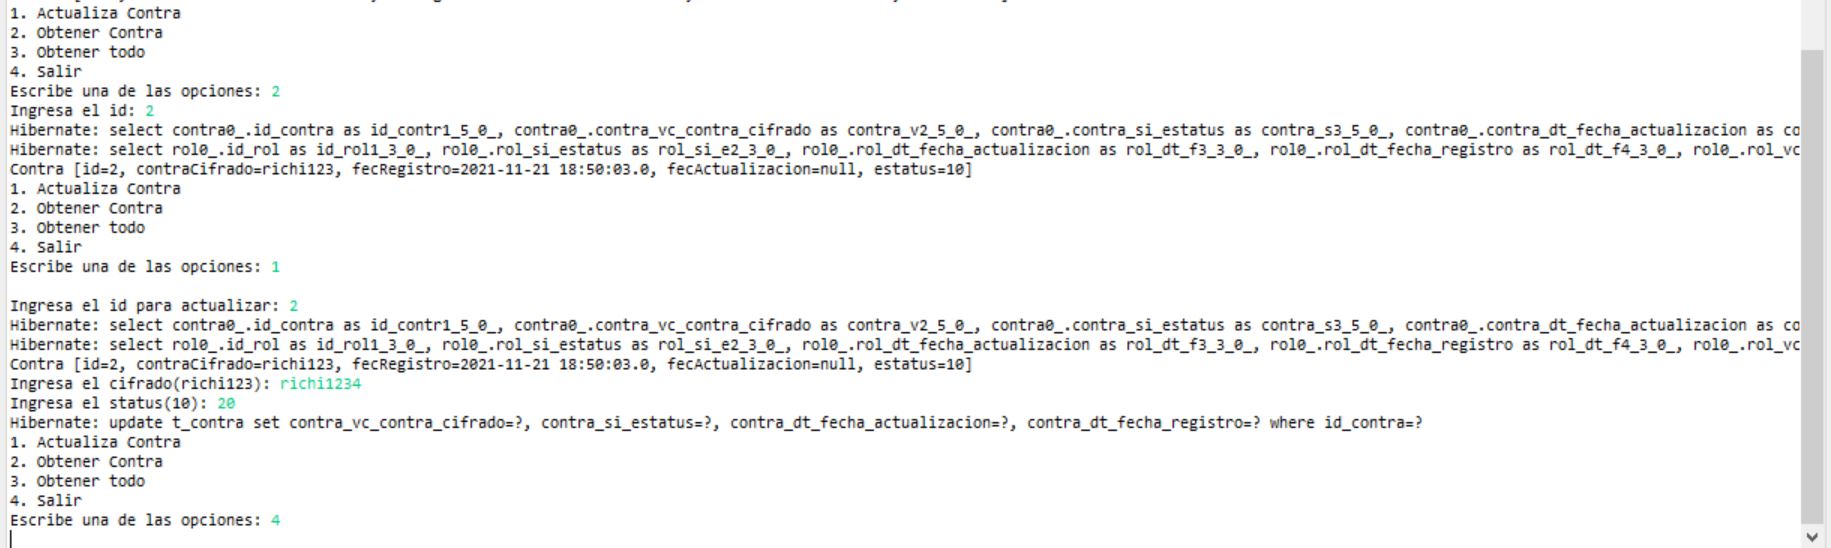 1. Actualiza Contra
2. Obtener Contra
3. Obtener todo
4. Salir
Escribe una de las opciones: 2
Ingresa el id: 2
Hibernate: select contra0_.id_contra as id_contr1_5_0_, contra0_.contra_vc_contra_cifrado as contra_v2_5_0_, contra0_.contra_si_estatus as contra_s3_5_0_, contra0_.contra_dt_fecha_actualizacion as co
Hibernate: select rol0_.id_rol as id_rol1_3_0_, rol0_.rol_si_estatus as rol_si_e2_3_0_, rol0_.rol_dt_fecha_actualizacion as rol_dt_f3_3_0_, rol0_.rol_dt_fecha_registro as rol_dt_f4_3_0_, rol0_.rol_vc
Contra [id=2, contraCifrado=richi123, fecRegistro=2021-11-21 18:50:03.0, fecActualizacion=null, estatus=10]
1. Actualiza Contra
2. Obtener Contra
3. Obtener todo
4. Salir
Escribe una de las opciones: 1
Ingresa el id para actualizar: 2
Hibernate: select contra0_.id_contra as id_contr1_5_0_, contra0_.contra_vc_contra_cifrado as contra_v2_5_0_, contra0_.contra_si_estatus as contra_s3_5_0_, contra0_.contra_dt_fecha_actualizacion as co
Hibernate: select rol0_.id_rol as id_rol1_3_0_, rol0_.rol_si_estatus as rol_si_e2_3_0_, rol0_.rol_dt_fecha_actualizacion as rol_dt_f3_3_0_, rol0_.rol_dt_fecha_registro as rol_dt_f4_3_0_, rol0_.rol_vc
Contra [id=2, contraCifrado=richi123, fecRegistro=2021-11-21 18:50:03.0, fecActualizacion=null, estatus=10]
Ingresa el cifrado(richi123): richi1234
Ingresa el status(10): 20
Hibernate: update t_contra set contra_vc_contra_cifrado=?, contra_si_estatus=?, contra_dt_fecha_actualizacion=?, contra_dt_fecha_registro=? where id_contra=?
1. Actualiza Contra
2. Obtener Contra
3. Obtener todo
4. Salir
Escribe una de las opciones: 4